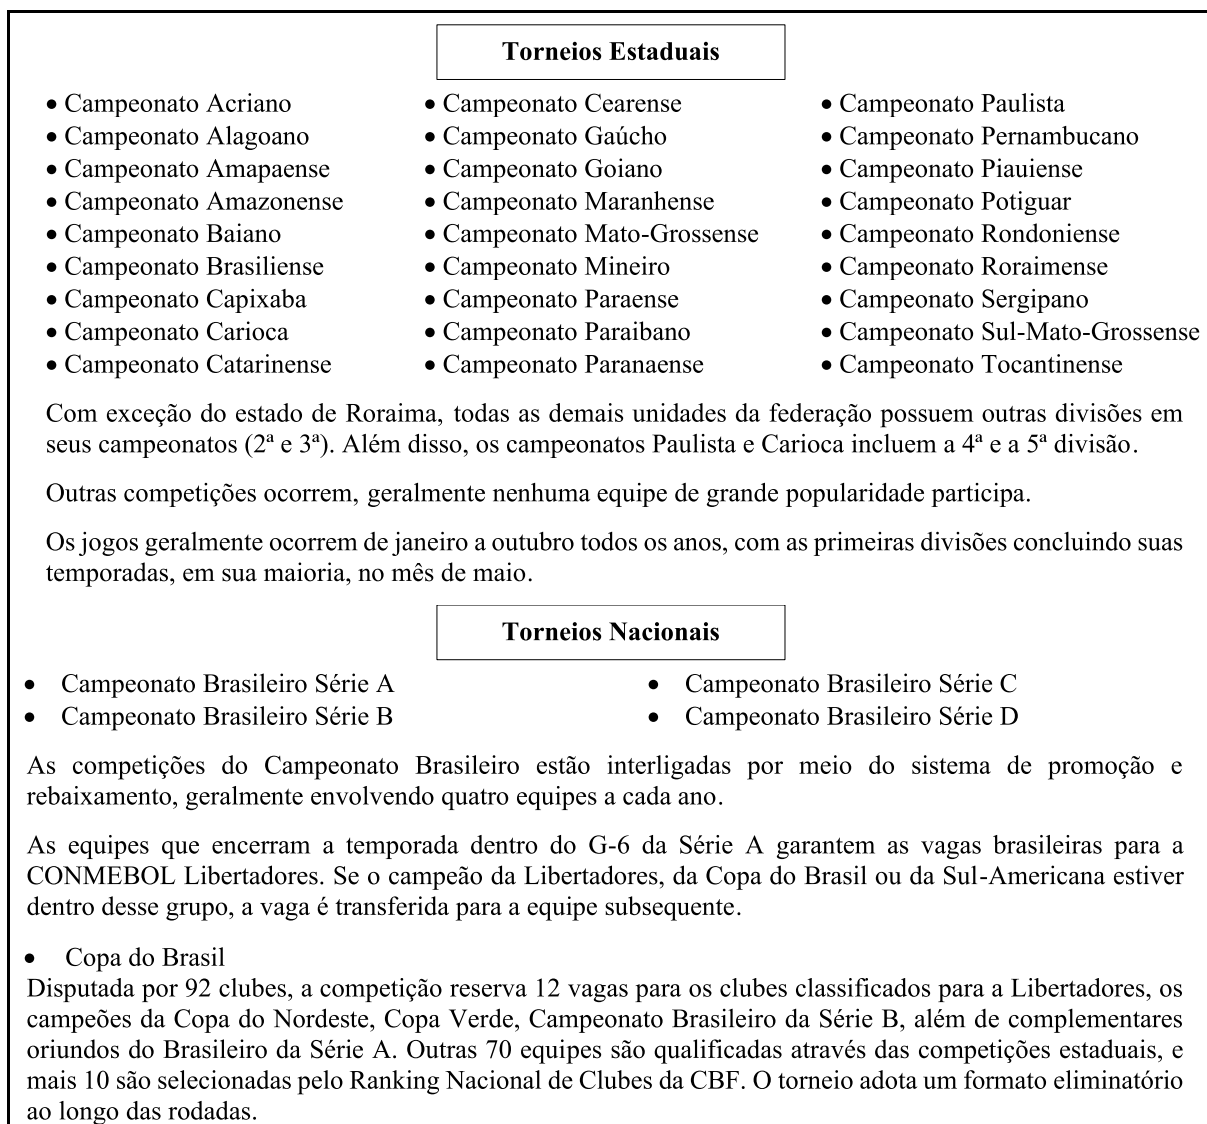 Torneios Estaduais
• Campeonato Acriano
• Campeonato Alagoano
• Campeonato Amapaense
• Campeonato Amazonense
• Campeonato Baiano
• Campeonato Brasiliense
• Campeonato Capixaba
• Campeonato Carioca
• Campeonato Catarinense
• Campeonato Cearense
• Campeonato Gaúcho
• Campeonato Goiano
• Campeonato Maranhense
• Campeonato Mato-Grossense
• Campeonato Mineiro
• Campeonato Paraense
• Campeonato Paraibano
• Campeonato Paranaense
• Campeonato Paulista
• Campeonato Pernambucano
• Campeonato Piauiense
• Campeonato Potiguar
• Campeonato Rondoniense
• Campeonato Roraimense
• Campeonato Sergipano
• Campeonato Sul-Mato-Grossense
• Campeonato Tocantinense
Com exceção do estado de Roraima, todas as demais unidades da federação possuem outras divisões em
seus campeonatos (2ª e 3ª). Além disso, os campeonatos Paulista e Carioca incluem a 4ª e a 5ª divisão.
Outras competições ocorrem, geralmente nenhuma equipe de grande popularidade participa.
Os jogos geralmente ocorrem de janeiro a outubro todos os anos, com as primeiras divisões concluindo suas
temporadas, em sua maioria, no mês de maio.
Torneios Nacionais
• Campeonato Brasileiro Série A
• Campeonato Brasileiro Série B
• Campeonato Brasileiro Série C
• Campeonato Brasileiro Série D
As competições do Campeonato Brasileiro estão interligadas por meio do sistema de promoção e
rebaixamento, geralmente envolvendo quatro equipes a cada ano.
As equipes que encerram a temporada dentro do G-6 da Série A garantem as vagas brasileiras para a
CONMEBOL Libertadores. Se o campeão da Libertadores, da Copa do Brasil ou da Sul-Americana estiver
dentro desse grupo, a vaga é transferida para a equipe subsequente.
• Copa do Brasil
Disputada por 92 clubes, a competição reserva 12 vagas para os clubes classificados para a Libertadores, os
campeões da Copa do Nordeste, Copa Verde, Campeonato Brasileiro da Série B, além de complementares
oriundos do Brasileiro da Série A. Outras 70 equipes são qualificadas através das competições estaduais, e
mais 10 são selecionadas pelo Ranking Nacional de Clubes da CBF. O torneio adota um formato eliminatório
ao longo das rodadas.